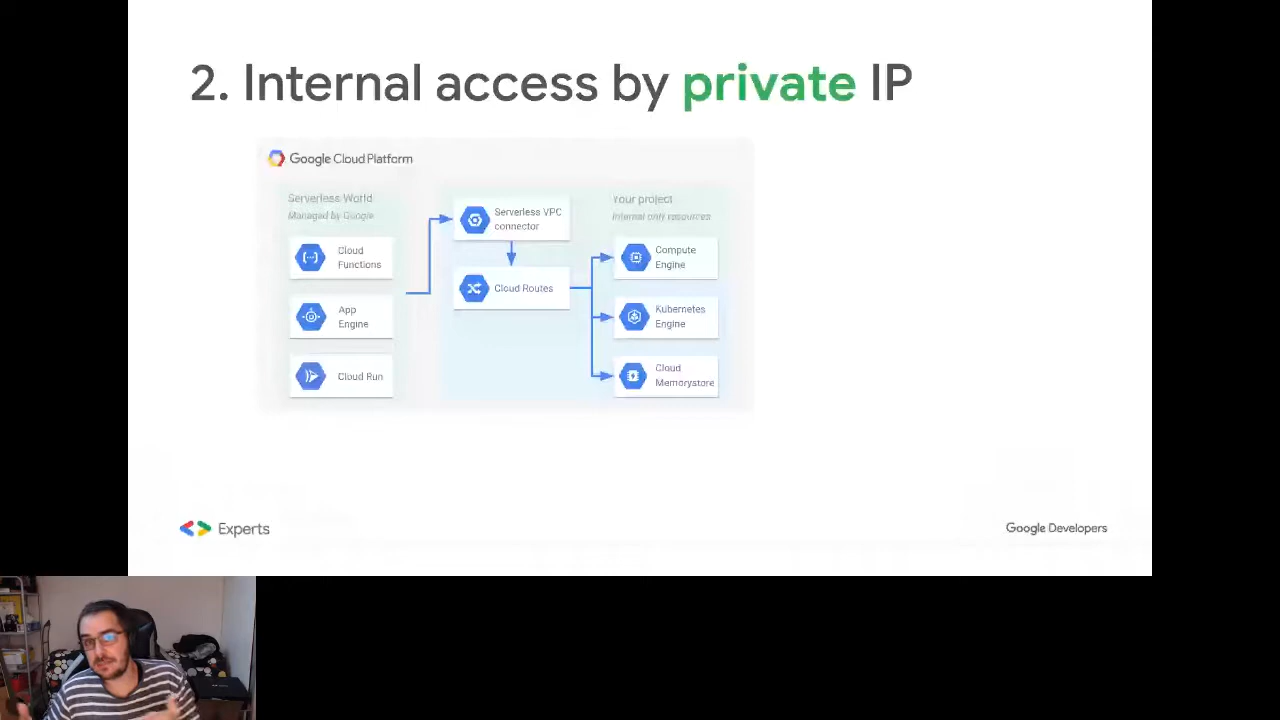 2. Internal access by private IP
Google Cloud Platform
Serverless World
Managed by Google
Cloud
Functions
App
Engine
Cloud Run
Serverless VPC
connector
Cloud Routes
Your project
Internal only resources
Compute
Engine
Kubernetes
Engine
Cloud
Memorystore
Experts
Google Developers